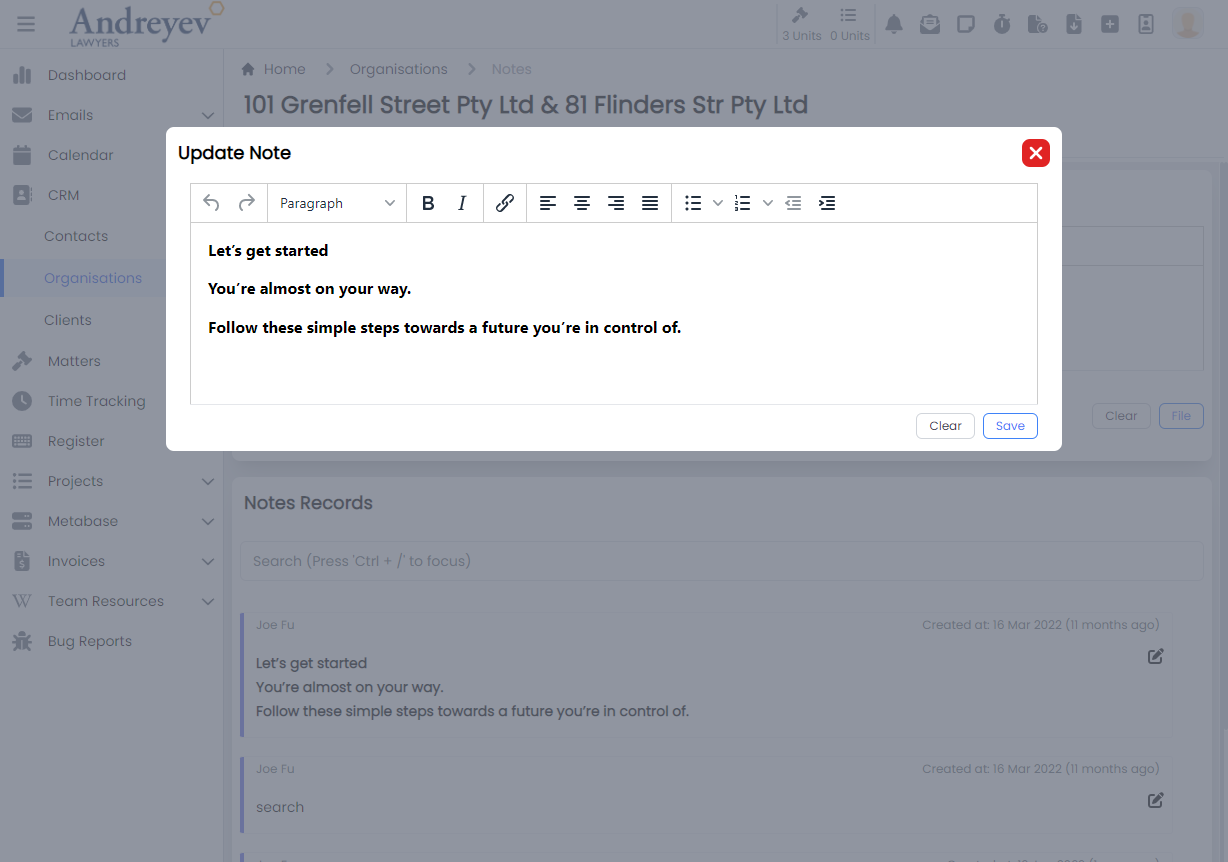 Andreyev
LAWYERS
3 Units 0 Units
Dashboard
Emails
Calendar
CRM
Contacts
Organisations
Clients
Matters
Time Tracking
Register
Projects
Metabase
Invoices
Team Resources
Bug Reports
Home > Organisations > Notes
101 Grenfell Street Pty Ltd & 81 Flinders Str Pty Ltd
Update Note
Paragraph
B I
Let’s get started
You’re almost on your way.
Follow these simple steps towards a future you’re in control of.
Clear Save
Clear File
Notes Records
Search (Press 'Ctrl + /' to focus)
Joe Fu Created at: 16 Mar 2022 (11 months ago)
Let’s get started
You’re almost on your way.
Follow these simple steps towards a future you’re in control of.
Joe Fu Created at: 16 Mar 2022 (11 months ago)
search